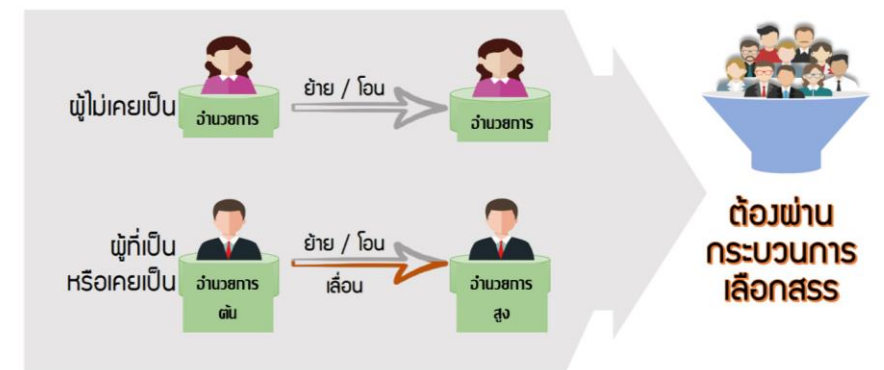 ผู้ไม่เคยเป็น
อำนวยการ
ย้าย / โอน
อำนวยการ
ผู้ที่เป็น
หรือเคยเป็น
อำนวยการ
ต้น
ย้าย / โอน
เลื่อน
อำนวยการ
สูง
ต้องผ่าน
กระบวนการ
เลือกสรร